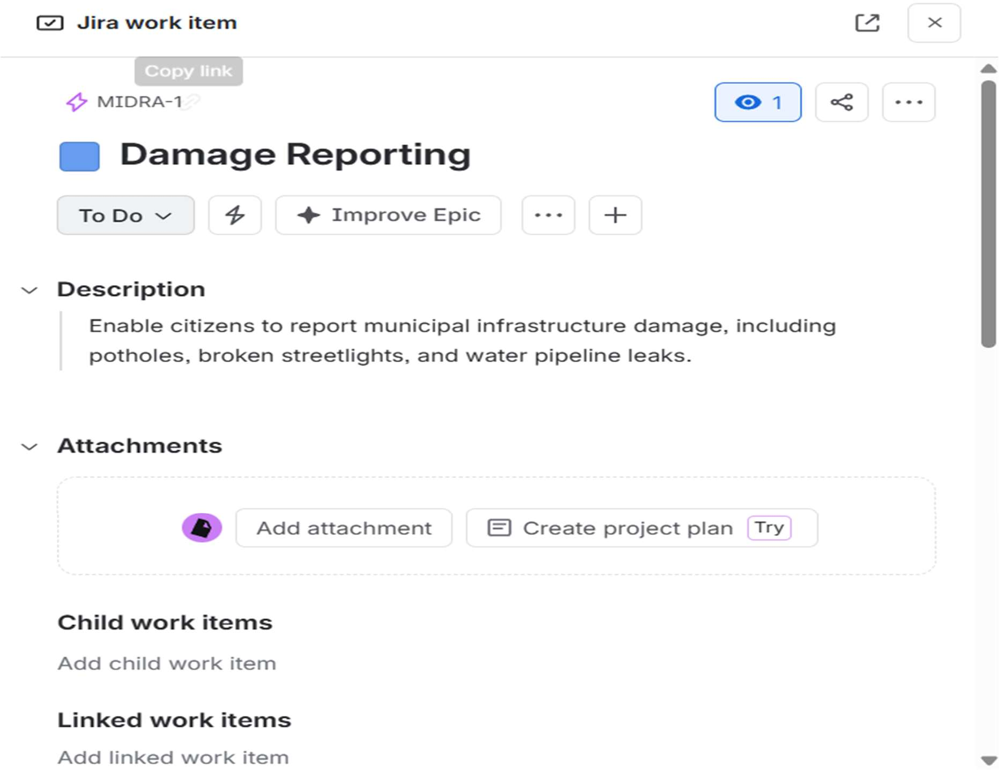 Jira work item
Copy link
MIDRA-1
1
Damage Reporting
To Do
Improve Epic
Description
Enable citizens to report municipal infrastructure damage, including
potholes, broken streetlights, and water pipeline leaks.
Attachments
Add attachment
Create project plan
Try
Child work items
Add child work item
Linked work items
Add linked work item